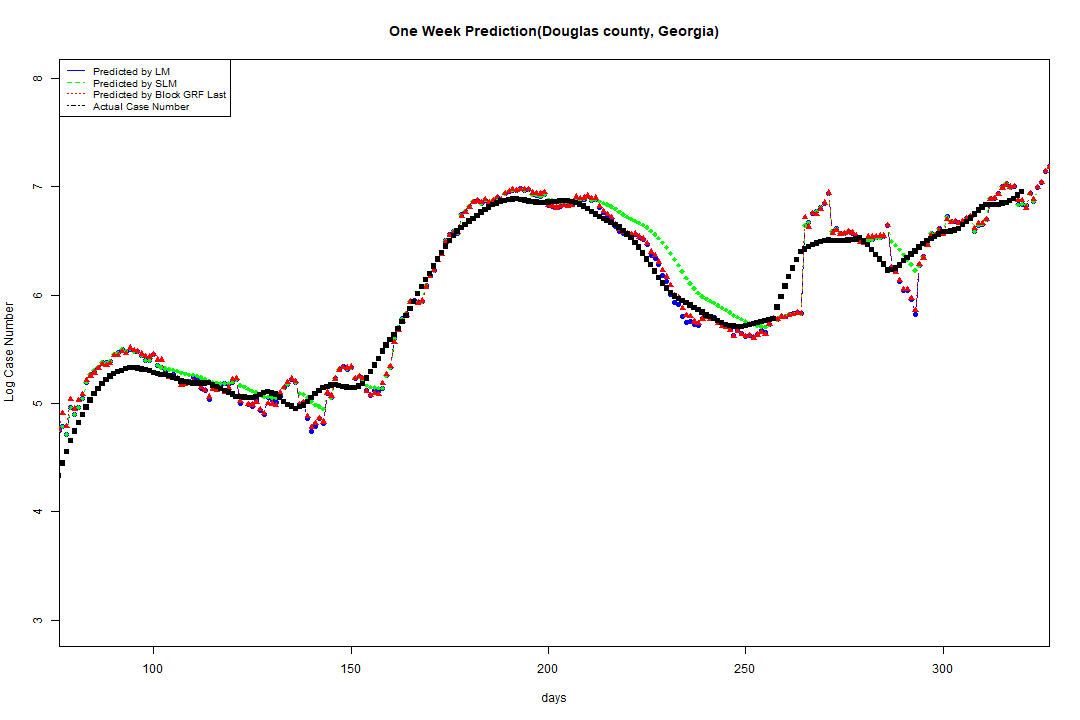 One Week Prediction(Douglas county, Georgia)
Predicted by LM
Predicted by SLM
Predicted by Block GRF Last
Actual Case Number
8
7
6
5
4
3
Log Case Number
100 150 200 250 300
days